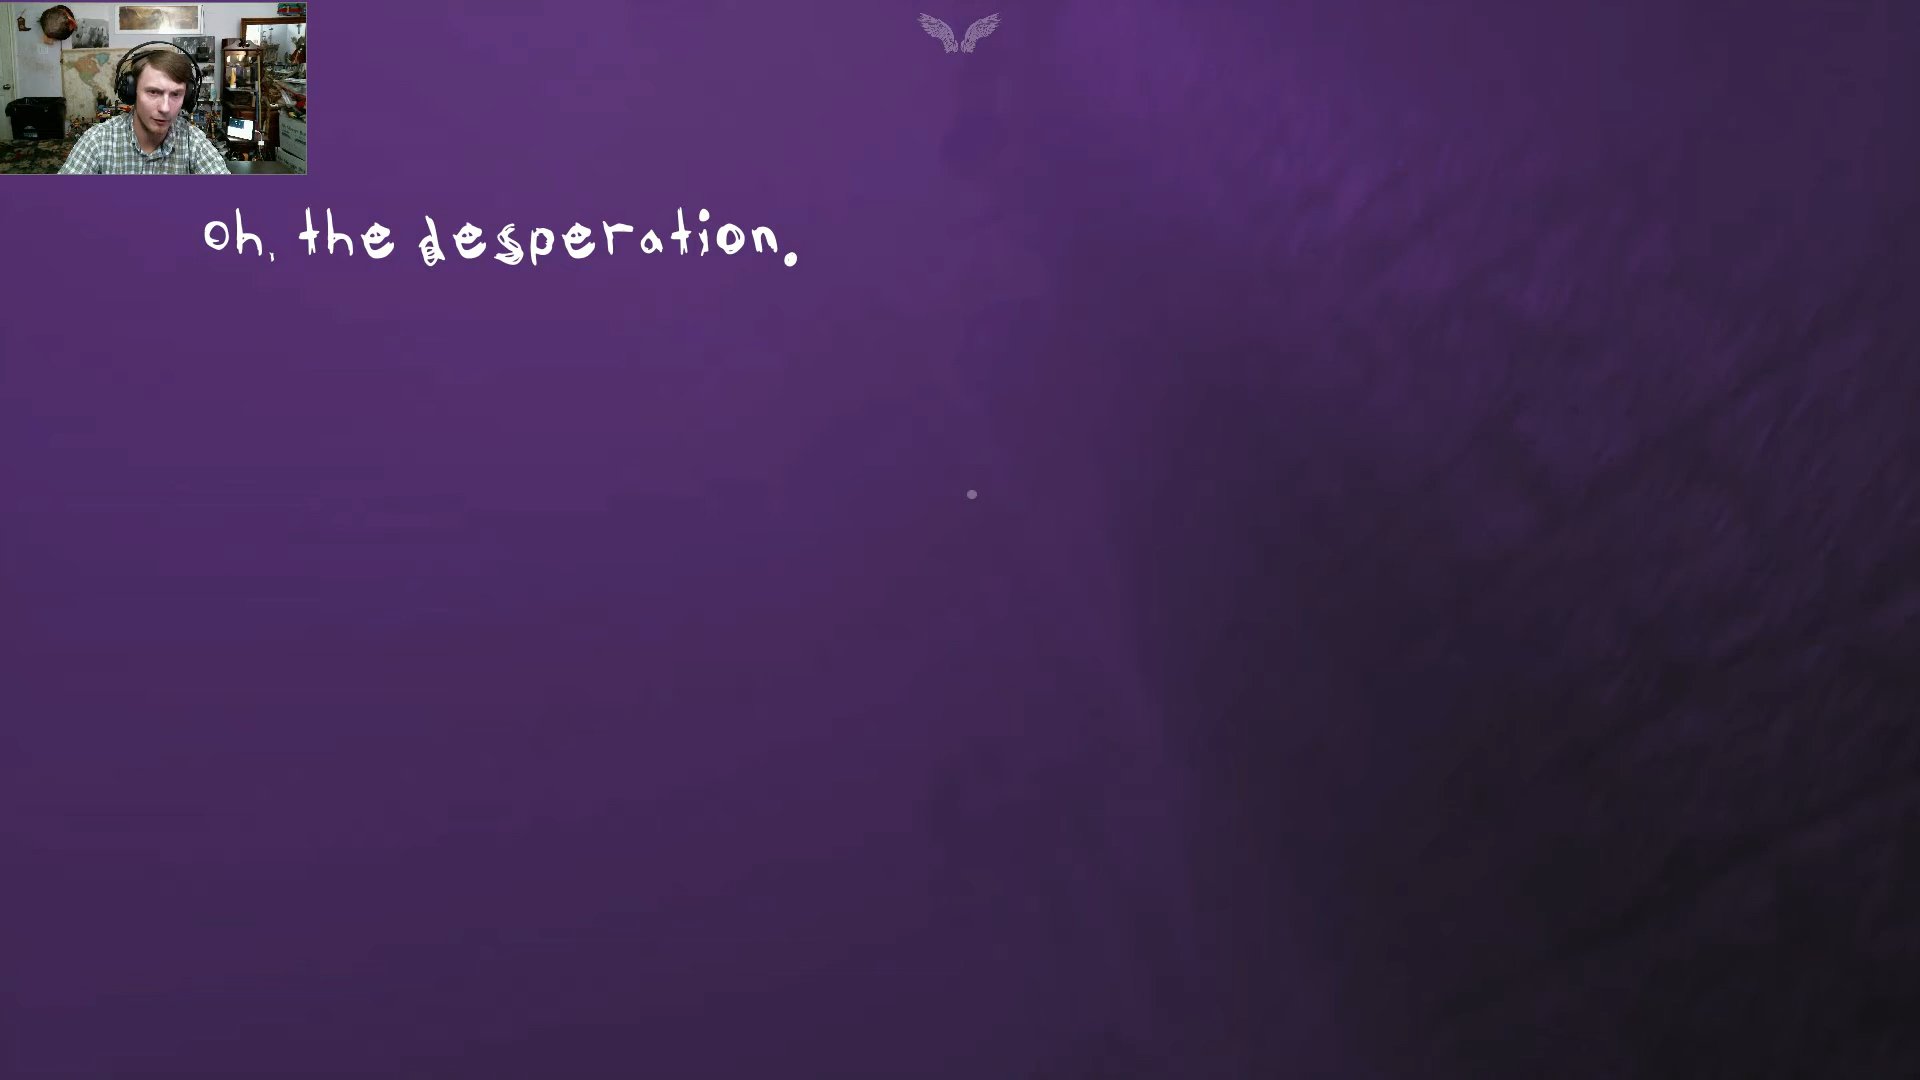 Oh, the desperation.